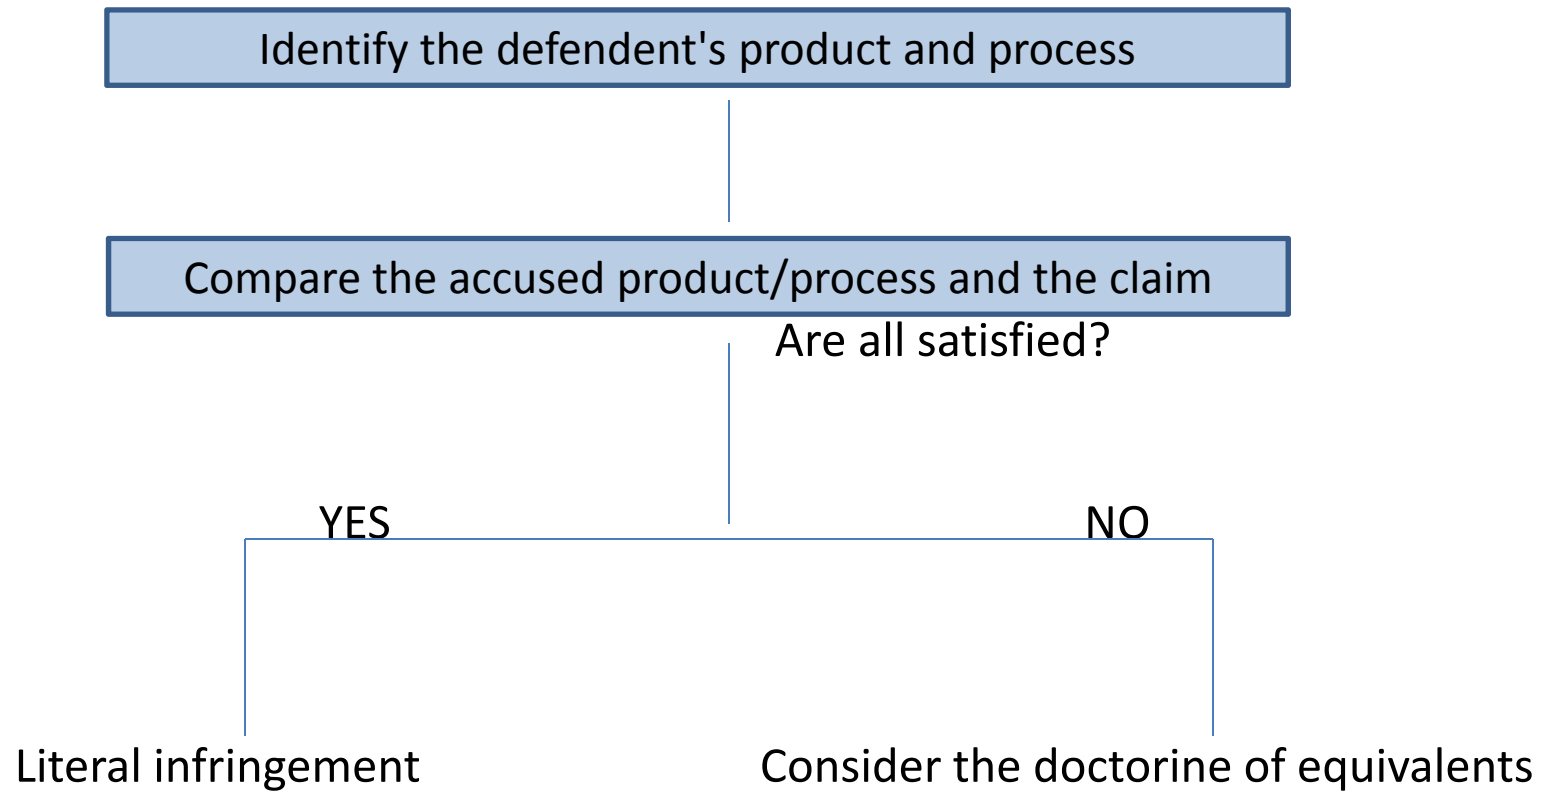 Identify the defendent's product and process
Compare the accused product/process and the claim
Are all satisfied?
YES
NO
Literal infringement
Consider the doctorine of equivalents